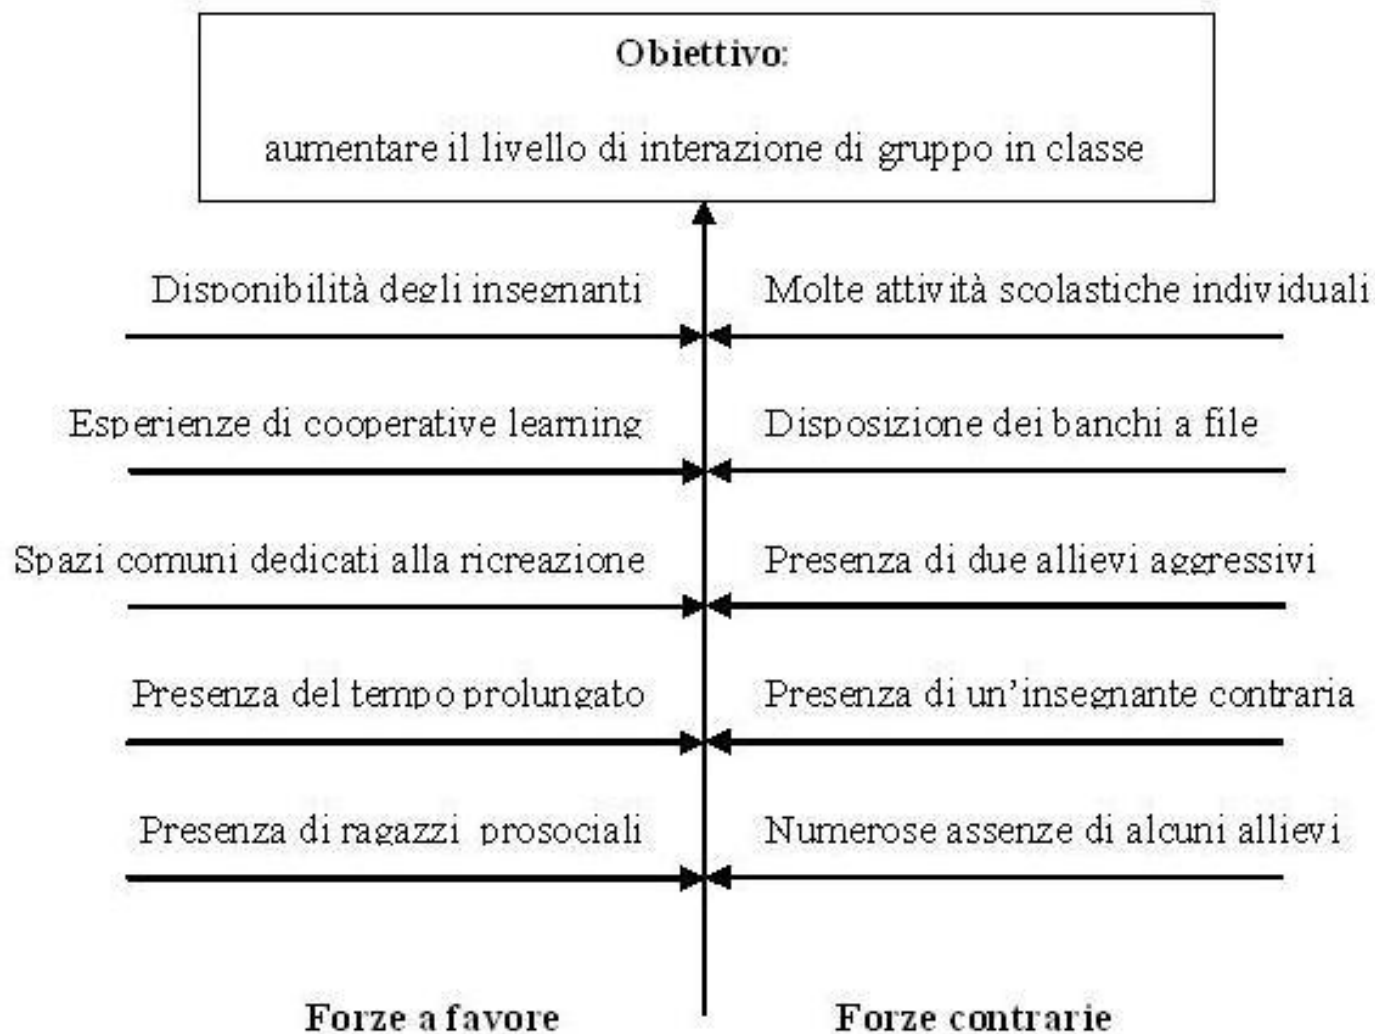 Obiettivo:
aumentare il livello di interazione di gruppo in classe
Disponibilità degli insegnanti
Molte attività scolastiche individuali
Esperienze di cooperative learning
Disposizione dei banchi a file
Spazi comuni dedicati alla ricreazione
Presenza di due allievi aggressivi
Presenza del tempo prolungato
Presenza di un'insegnante contraria
Presenza di ragazzi prosociali
Numerose assenze di alcuni allievi
Forze a favore
Forze contrarie